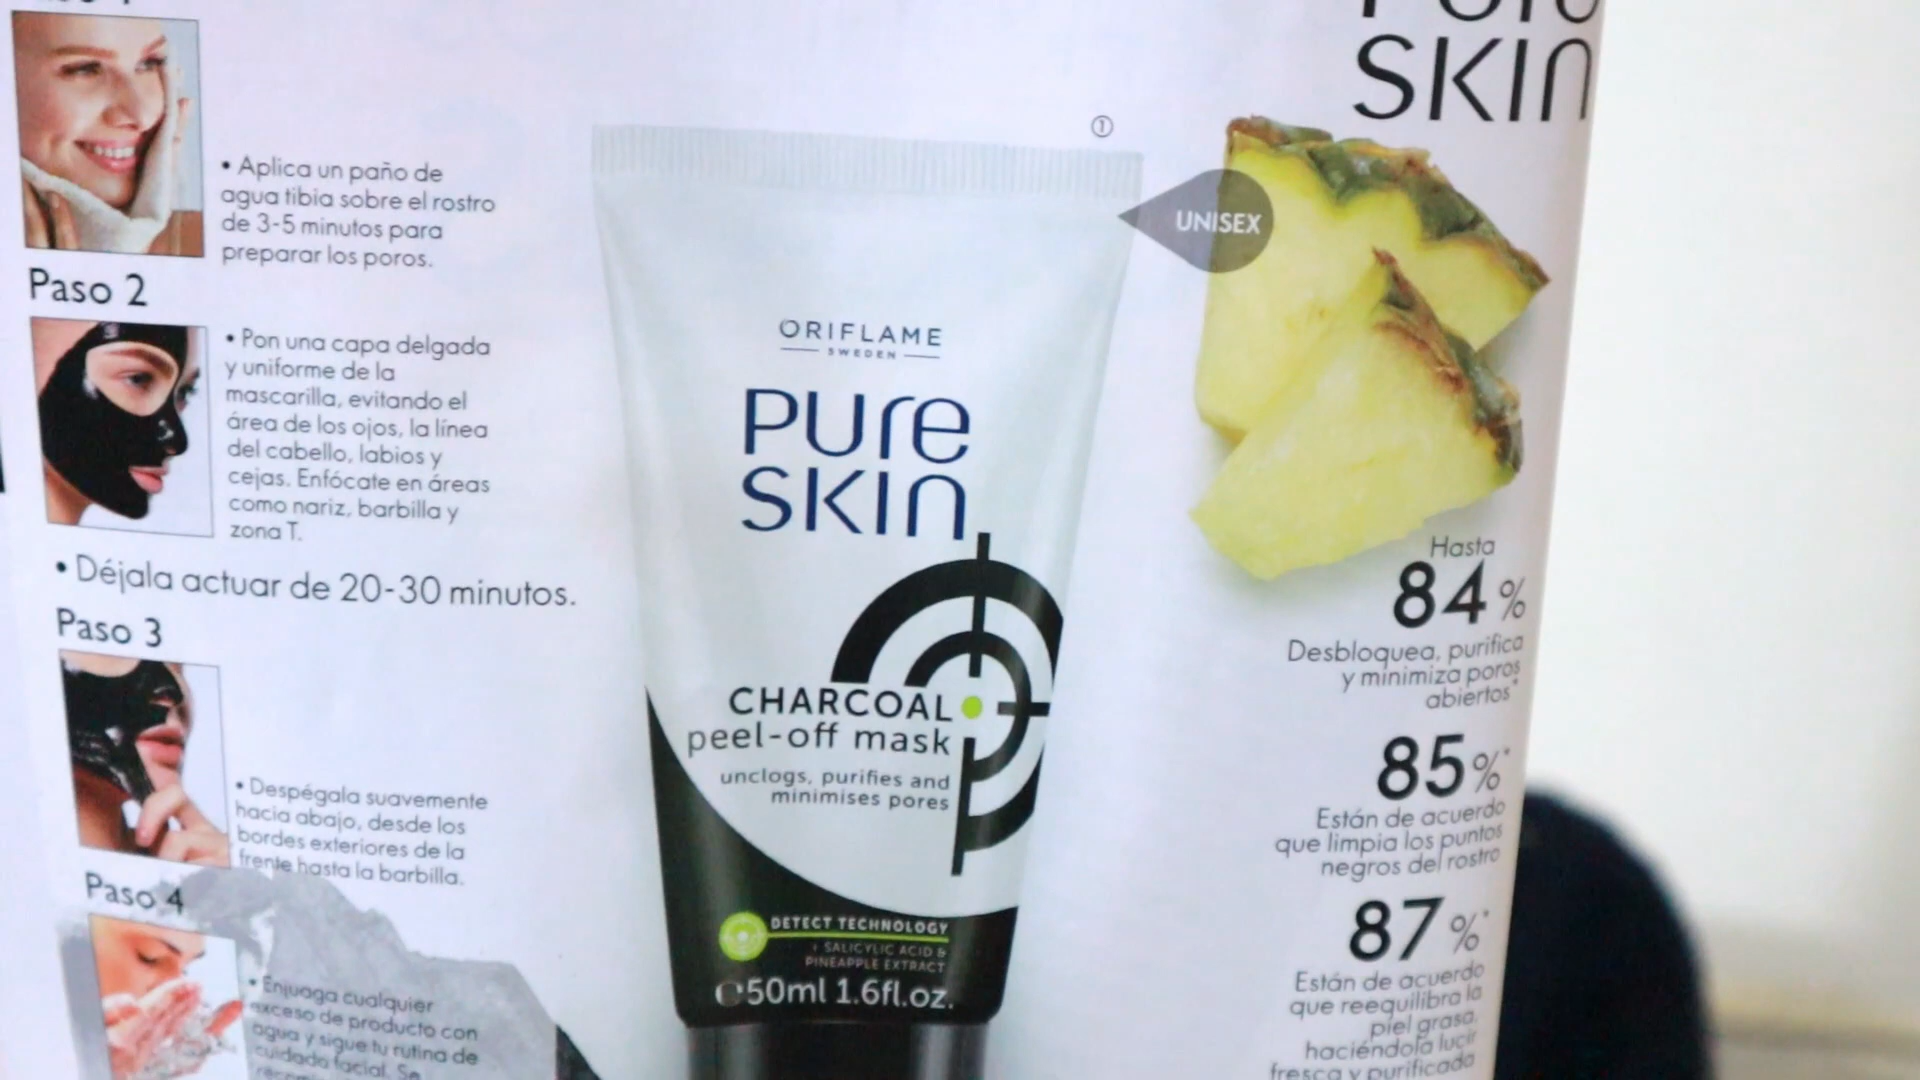 • Aplica un paño de
agua tibia sobre el rostro
de 3-5 minutos para
preparar los poros.
Paso 2
• Pon una capa delgada
y uniforme de la
mascarilla, evitando el
área de los ojos, la línea
del cabello, labios y
cejas. Enfócate en áreas
como nariz, barbilla y
zona T.
• Déjala actuar de 20-30 minutos.
Paso 3
• Despégala suavemente
hacia abajo, desde los
bordes exteriores de la
frente hasta la barbilla.
Paso 4
• Enjuaga cualquier
exceso de producto con
agua y sigue tu rutina de
cuidado facial. Se
①
UNISEX
ORIFLAME
SWEDEN
PURE
SKIN
CHARCOAL
peel-off mask
unclogs, purifies and
minimises pores
DETECT TECHNOLOGY
+ SALICYLIC ACID &
PINEAPPLE EXTRACT
℮50ml 1.6fl.oz.
PURE
SKIN
Hasta
84%
Desbloquea, purifica
y minimiza poros
abiertos*
85%*
Están de acuerdo
que limpia los puntos
negros del rostro
87%*
Están de acuerdo
que reequilibra la
piel grasa,
haciéndola lucir
fresca y purificada